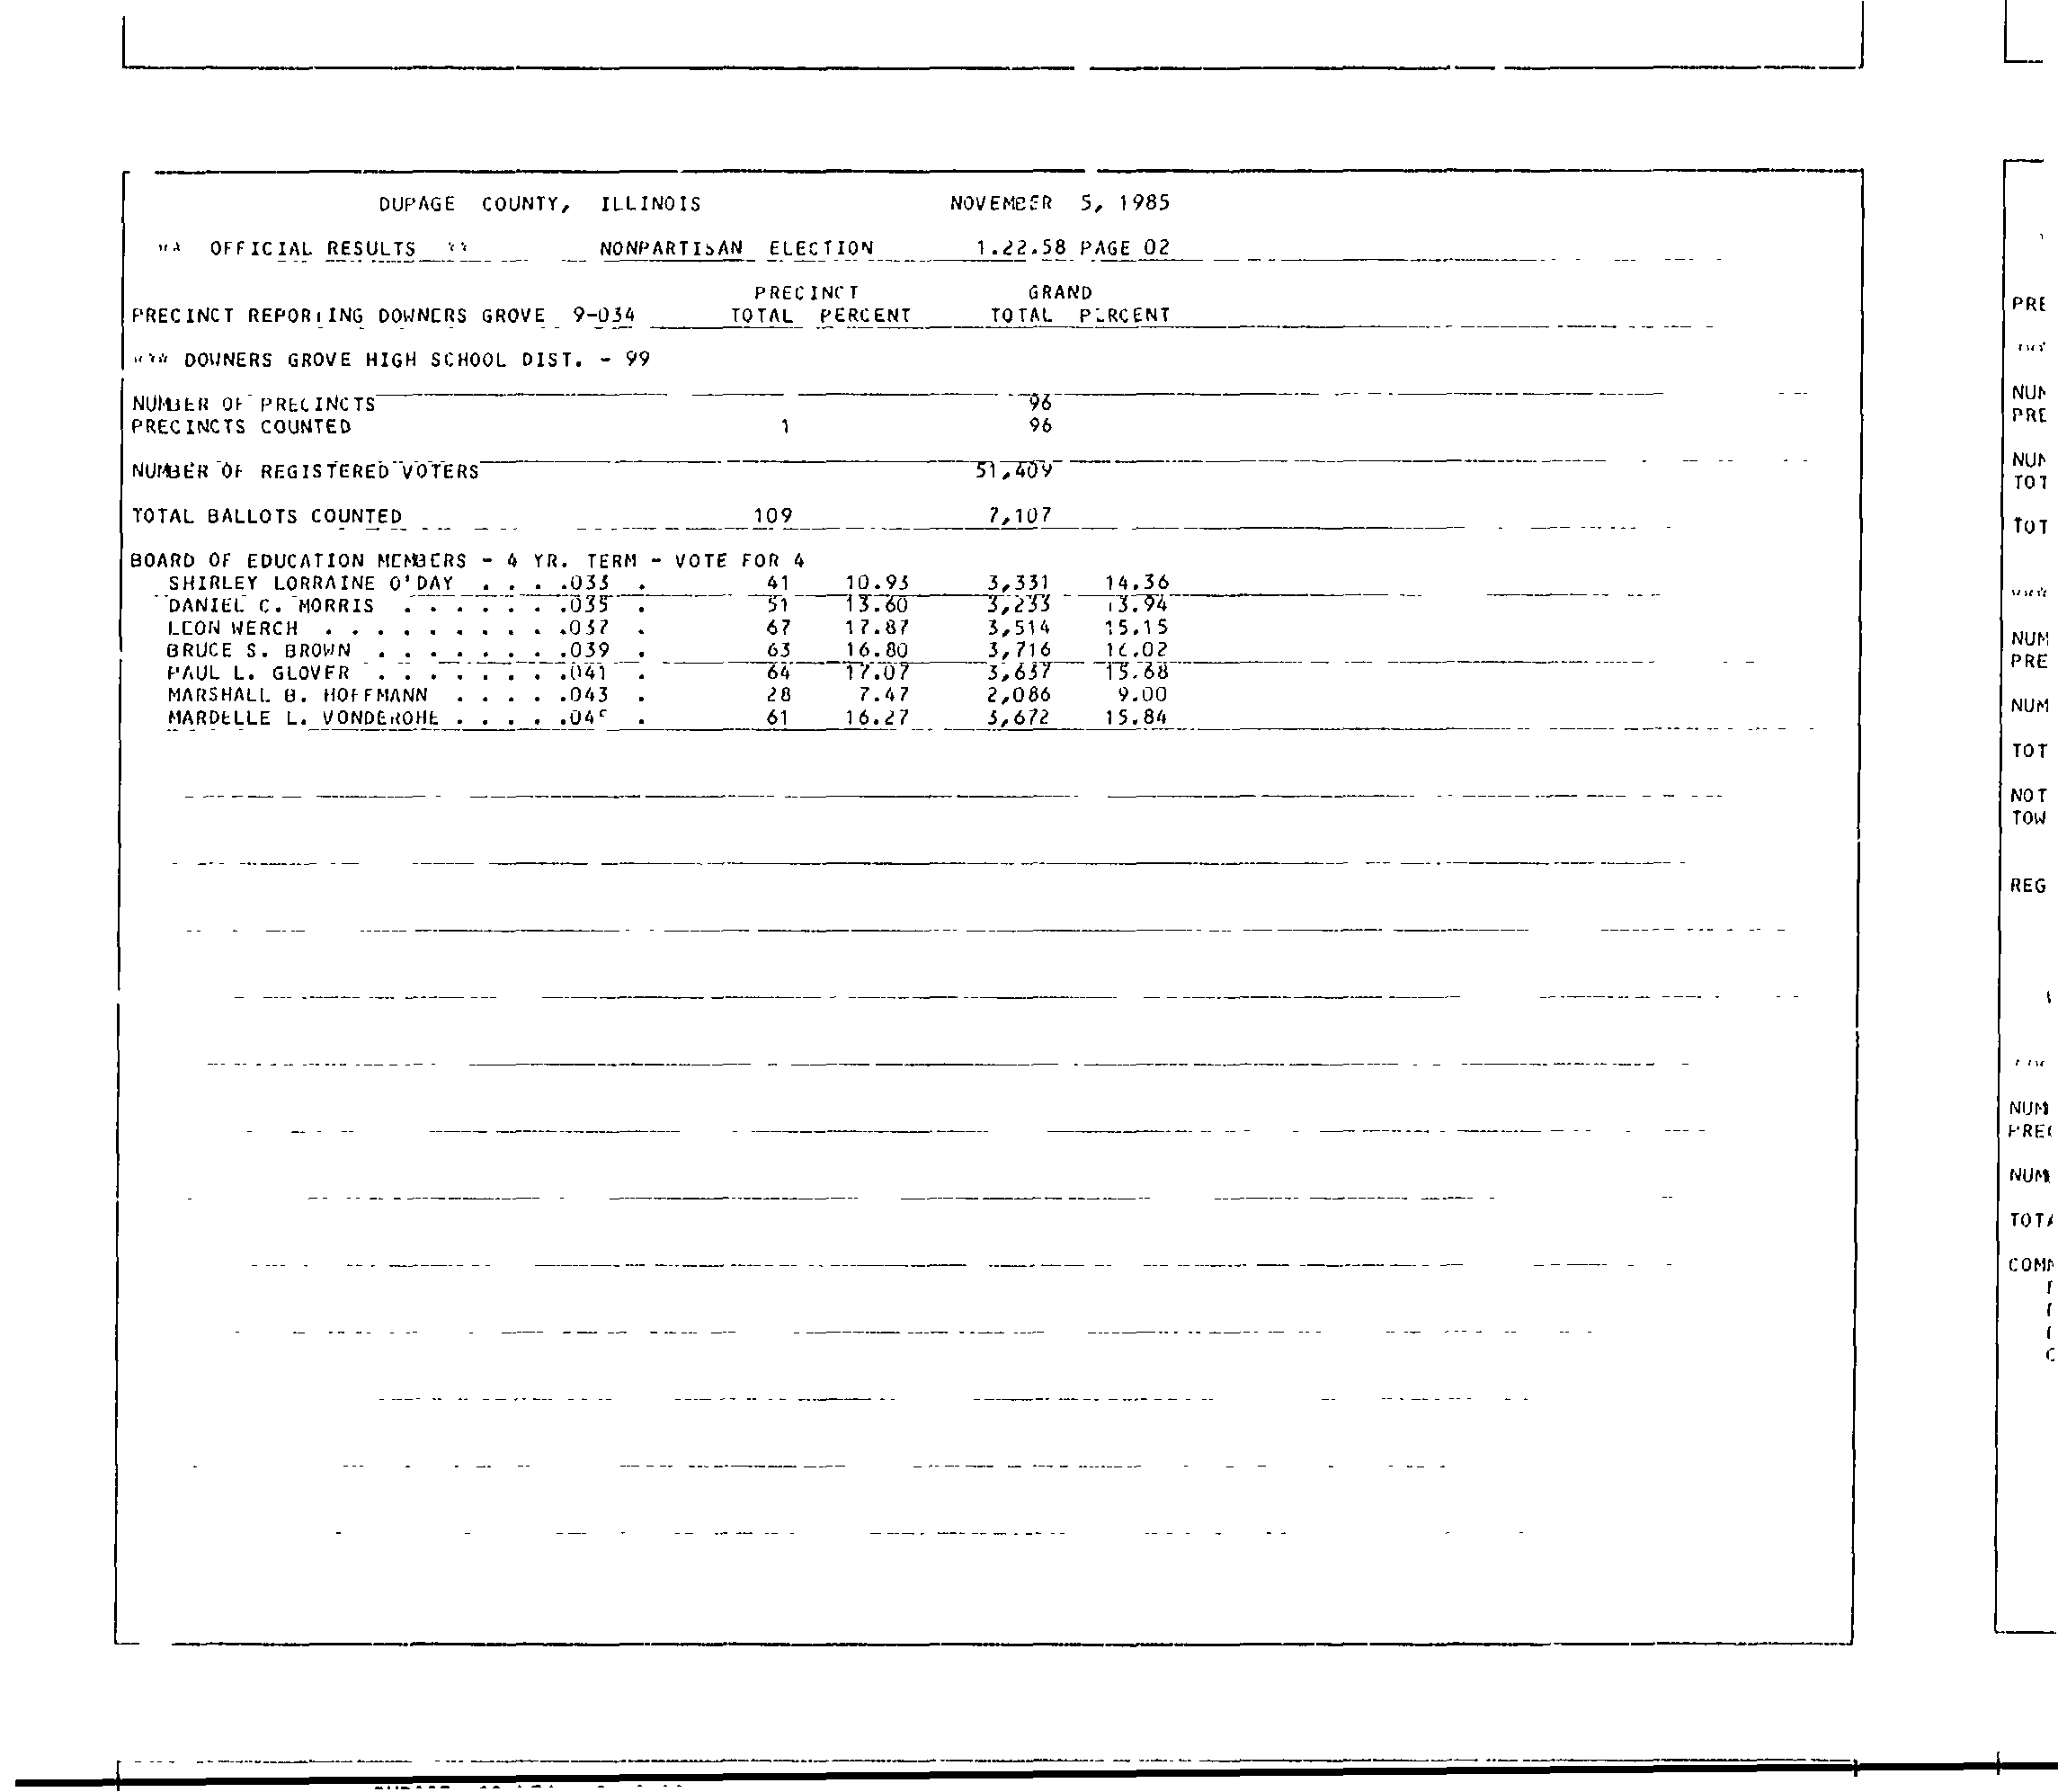 DUPAGE COUNTY, ILLINOIS NOVEMBER 5, 1985
** OFFICIAL RESULTS ** NONPARTISAN ELECTION 1.22.58 PAGE 02
PRECINCT GRAND
PRECINCT REPORTING DOWNERS GROVE 9-034 TOTAL PERCENT TOTAL PERCENT
*** DOWNERS GROVE HIGH SCHOOL DIST. - 99
NUMBER OF PRECINCTS 96
PRECINCTS COUNTED 1 96
NUMBER OF REGISTERED VOTERS 51,409
TOTAL BALLOTS COUNTED 109 7,107
BOARD OF EDUCATION MEMBERS - 4 YR. TERM - VOTE FOR 4
SHIRLEY LORRAINE O'DAY . . . .033 . 41 10.93 3,331 14.36
DANIEL C. MORRIS . . . . . . .035 . 51 13.60 3,233 13.94
LEON WERCH . . . . . . . . . .037 . 67 17.87 3,514 15.15
BRUCE S. BROWN . . . . . . . .039 . 63 16.80 3,716 16.02
PAUL L. GLOVER . . . . . . . .041 . 64 17.07 3,637 15.68
MARSHALL B. HOFFMANN . . . . .043 . 28 7.47 2,086 9.00
MARDELLE L. VONDEROHE . . . . .045 . 61 16.27 3,672 15.84
PRE
NUM
PRE
NUM
TOT
TOT
NUM
PRE
NUM
TOT
NOT
TOW
REG
NUM
PREC
NUM
TOTA
COMM